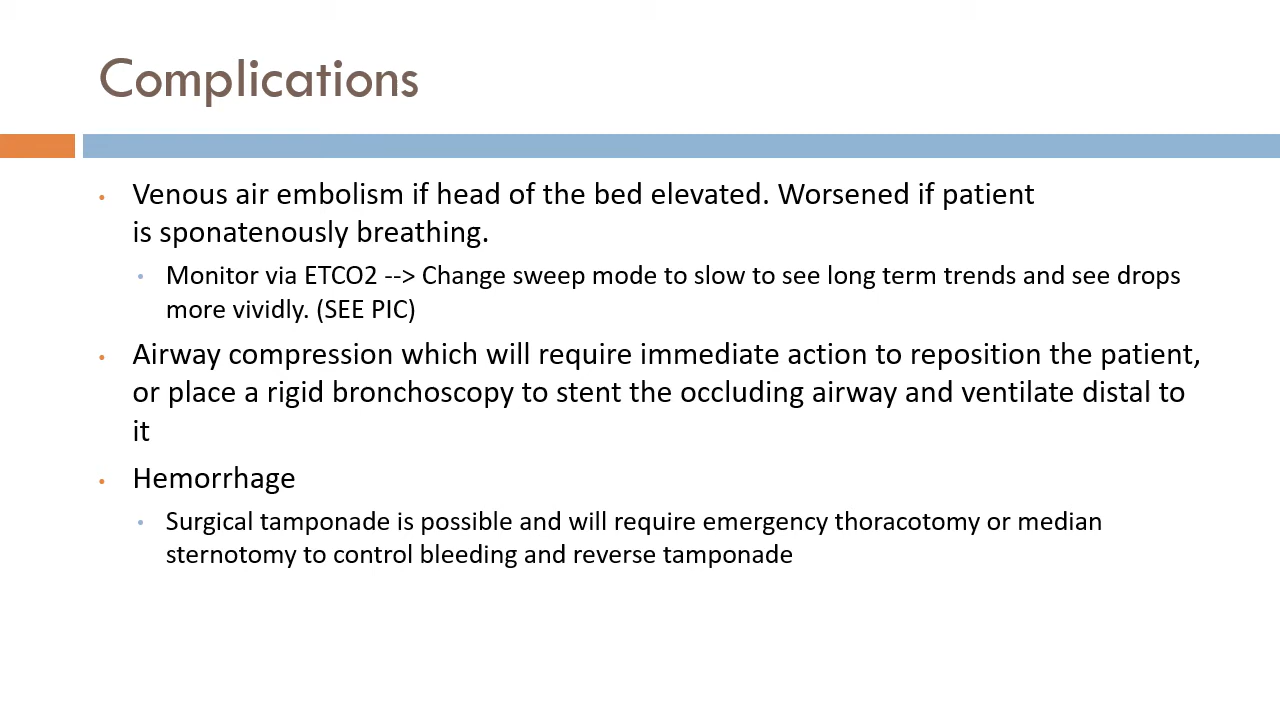 Complications
• Venous air embolism if head of the bed elevated. Worsened if patient
is sponatenously breathing.
• Monitor via ETCO2 --> Change sweep mode to slow to see long term trends and see drops
more vividly. (SEE PIC)
• Airway compression which will require immediate action to reposition the patient,
or place a rigid bronchoscopy to stent the occluding airway and ventilate distal to
it
• Hemorrhage
• Surgical tamponade is possible and will require emergency thoracotomy or median
sternotomy to control bleeding and reverse tamponade